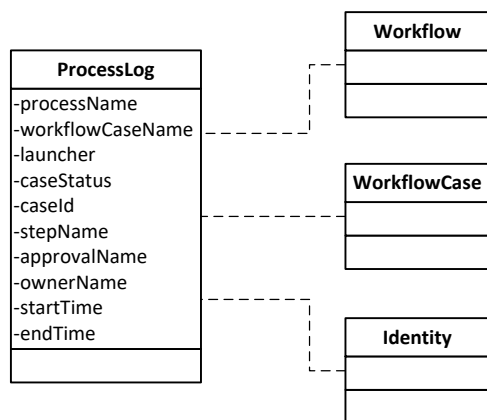 ProcessLog
-processName
-workflowCaseName
-launcher
-caseStatus
-caseId
-stepName
-approvalName
-ownerName
-startTime
-endTime
Workflow
WorkflowCase
Identity